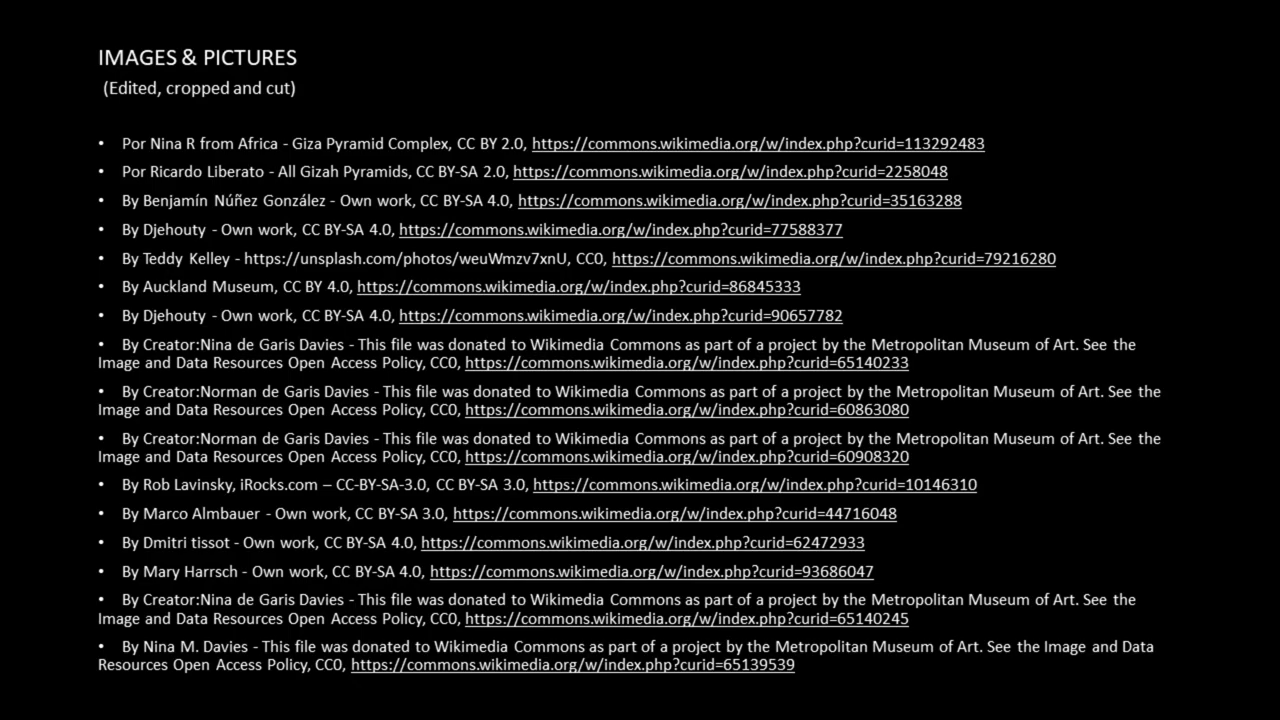 IMAGES & PICTURES
(Edited, cropped and cut)
• Por Nina R from Africa - Giza Pyramid Complex, CC BY 2.0, https://commons.wikimedia.org/w/index.php?curid=113292483
• Por Ricardo Liberato - All Gizah Pyramids, CC BY-SA 2.0, https://commons.wikimedia.org/w/index.php?curid=2258048
• By Benjamín Núñez González - Own work, CC BY-SA 4.0, https://commons.wikimedia.org/w/index.php?curid=35163288
• By Djehouty - Own work, CC BY-SA 4.0, https://commons.wikimedia.org/w/index.php?curid=77588377
• By Teddy Kelley - https://unsplash.com/photos/weuWmzv7xnU, CC0, https://commons.wikimedia.org/w/index.php?curid=79216280
• By Auckland Museum, CC BY 4.0, https://commons.wikimedia.org/w/index.php?curid=86845333
• By Djehouty - Own work, CC BY-SA 4.0, https://commons.wikimedia.org/w/index.php?curid=90657782
• By Creator:Nina de Garis Davies - This file was donated to Wikimedia Commons as part of a project by the Metropolitan Museum of Art. See the
Image and Data Resources Open Access Policy, CC0, https://commons.wikimedia.org/w/index.php?curid=65140233
• By Creator:Norman de Garis Davies - This file was donated to Wikimedia Commons as part of a project by the Metropolitan Museum of Art. See the
Image and Data Resources Open Access Policy, CC0, https://commons.wikimedia.org/w/index.php?curid=60863080
• By Creator:Norman de Garis Davies - This file was donated to Wikimedia Commons as part of a project by the Metropolitan Museum of Art. See the
Image and Data Resources Open Access Policy, CC0, https://commons.wikimedia.org/w/index.php?curid=60908320
• By Rob Lavinsky, iRocks.com – CC-BY-SA-3.0, CC BY-SA 3.0, https://commons.wikimedia.org/w/index.php?curid=10146310
• By Marco Almbauer - Own work, CC BY-SA 3.0, https://commons.wikimedia.org/w/index.php?curid=44716048
• By Dmitri tissot - Own work, CC BY-SA 4.0, https://commons.wikimedia.org/w/index.php?curid=62472933
• By Mary Harrsch - Own work, CC BY-SA 4.0, https://commons.wikimedia.org/w/index.php?curid=93686047
• By Creator:Nina de Garis Davies - This file was donated to Wikimedia Commons as part of a project by the Metropolitan Museum of Art. See the
Image and Data Resources Open Access Policy, CC0, https://commons.wikimedia.org/w/index.php?curid=65140245
• By Nina M. Davies - This file was donated to Wikimedia Commons as part of a project by the Metropolitan Museum of Art. See the Image and Data
Resources Open Access Policy, CC0, https://commons.wikimedia.org/w/index.php?curid=65139539